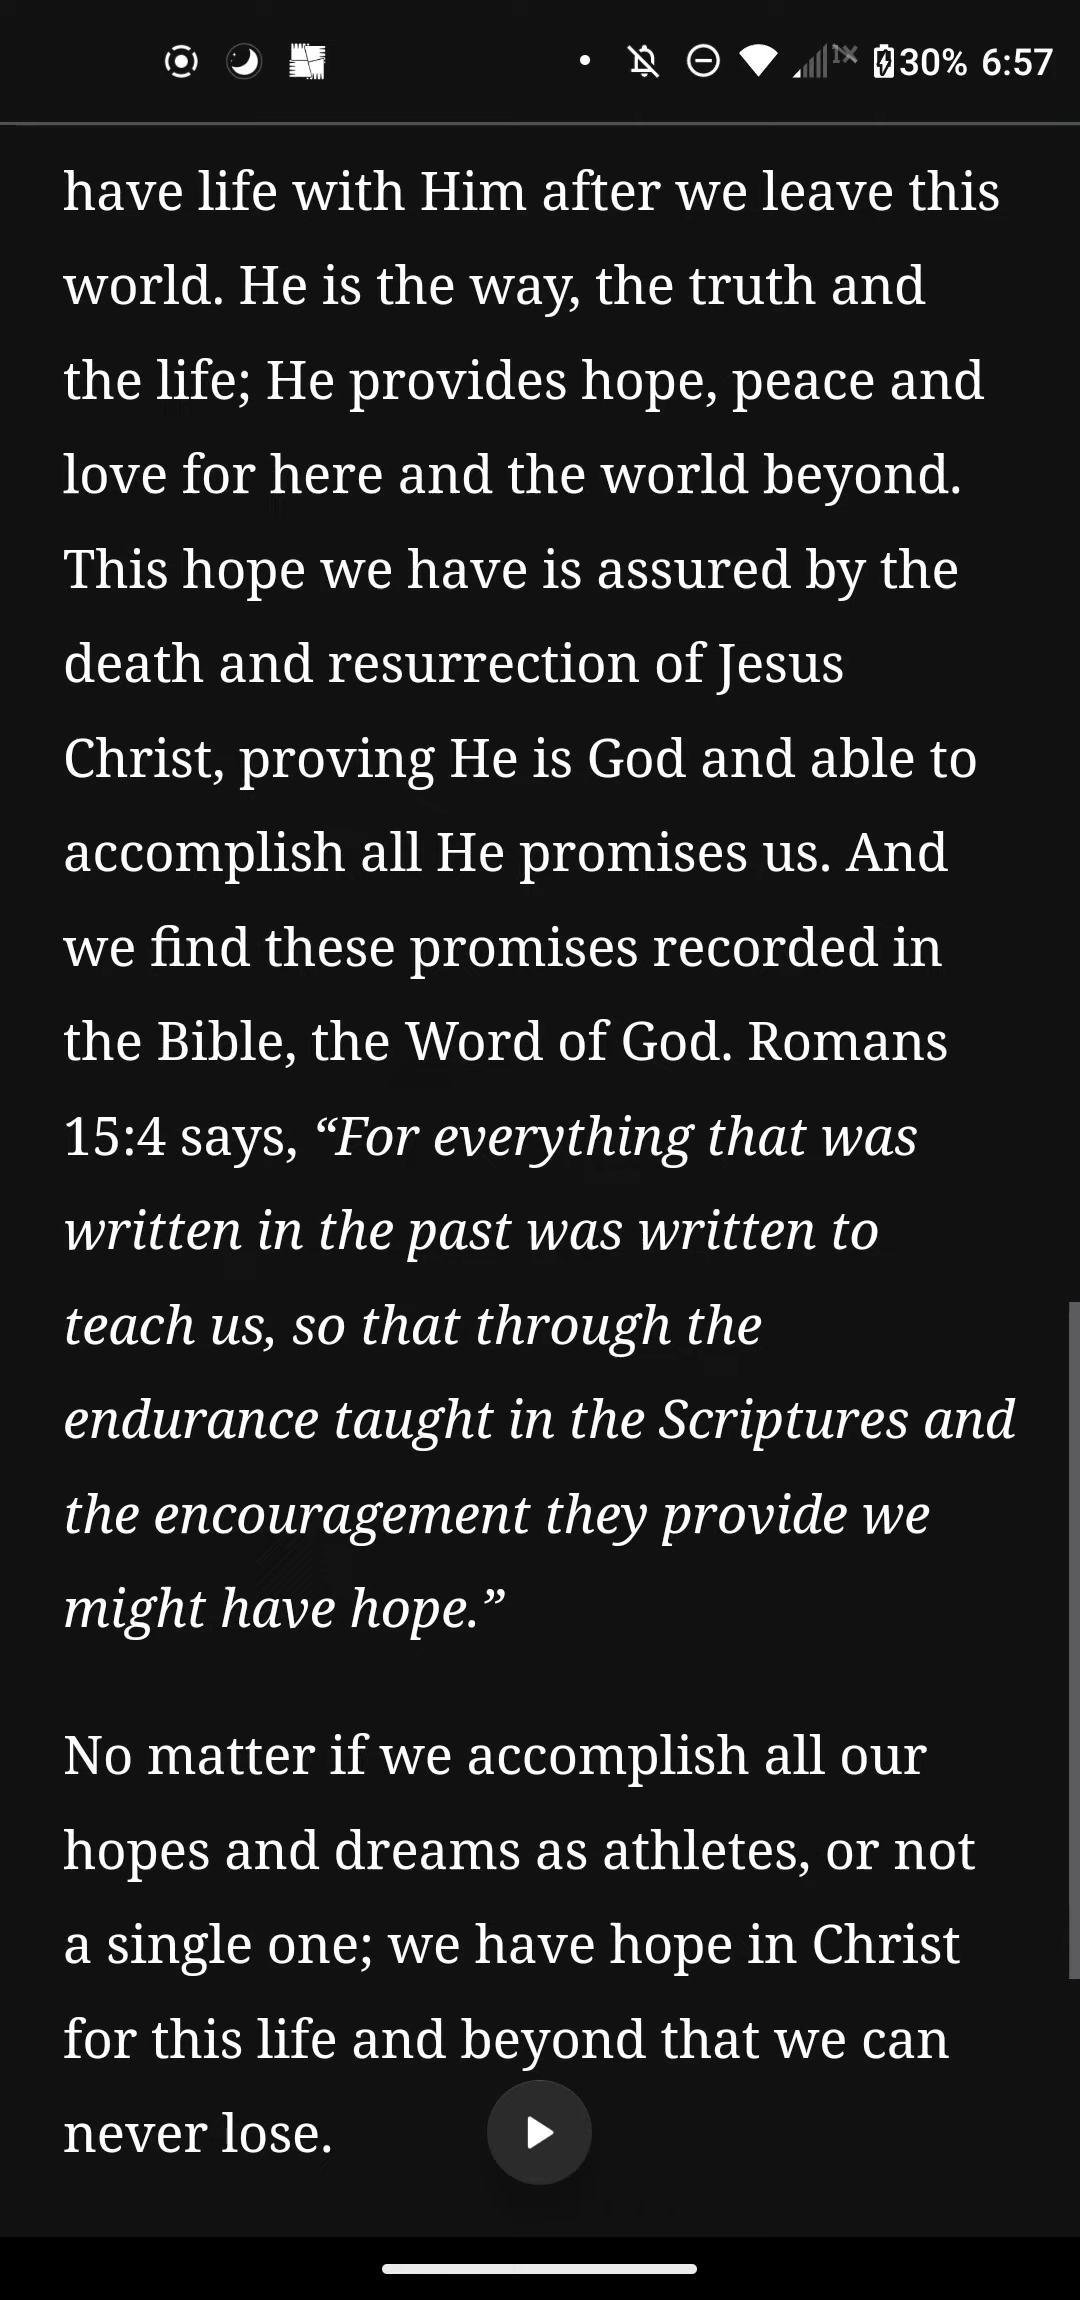 30% 6:57
have life with Him after we leave this
world. He is the way, the truth and
the life; He provides hope, peace and
love for here and the world beyond.
This hope we have is assured by the
death and resurrection of Jesus
Christ, proving He is God and able to
accomplish all He promises us. And
we find these promises recorded in
the Bible, the Word of God. Romans
15:4 says, “For everything that was
written in the past was written to
teach us, so that through the
endurance taught in the Scriptures and
the encouragement they provide we
might have hope.”
No matter if we accomplish all our
hopes and dreams as athletes, or not
a single one; we have hope in Christ
for this life and beyond that we can
never lose.